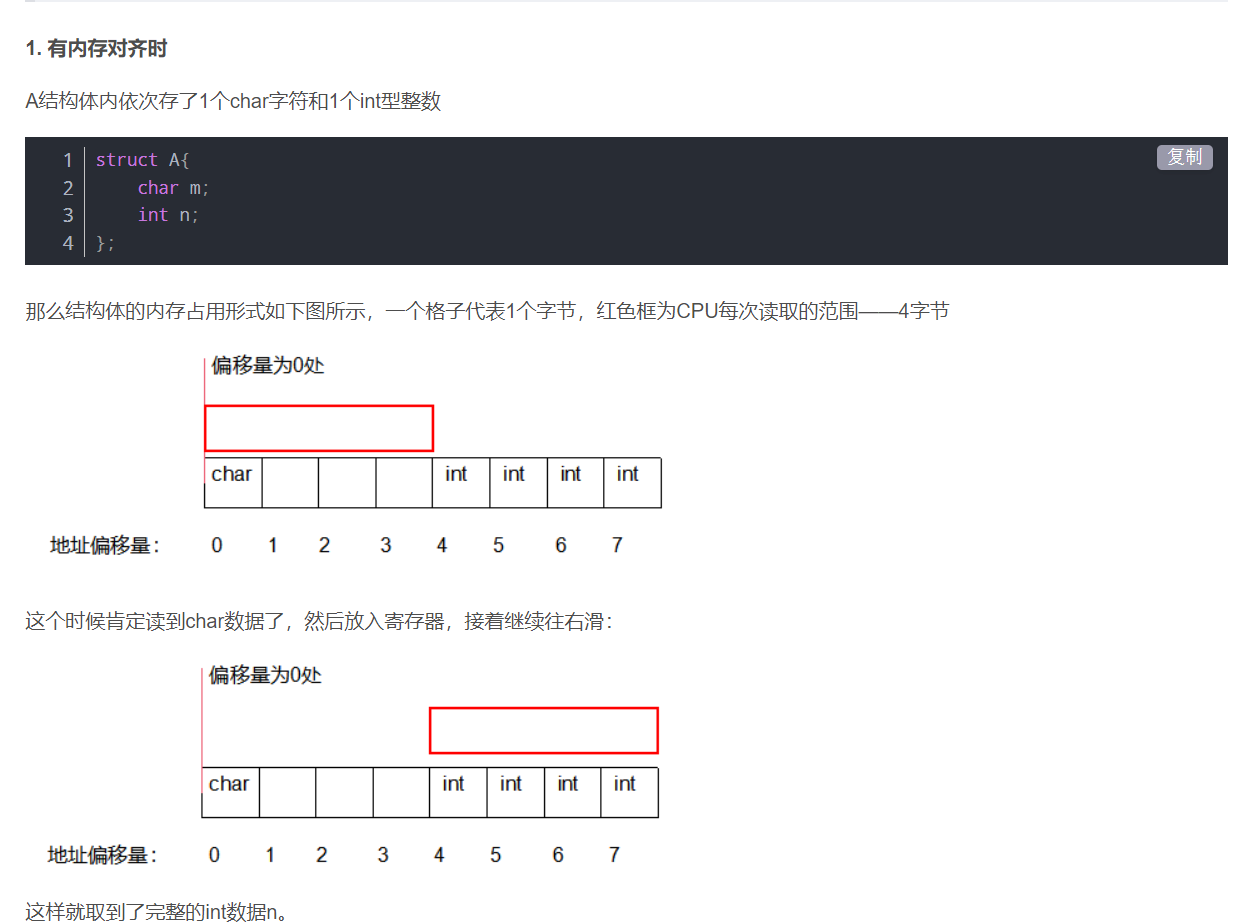 1. 有内存对齐时
A结构体内依次存了1个char字符和1个int型整数
复制
1 struct A{
2 char m;
3 int n;
4 };
那么结构体的内存占用形式如下图所示，一个格子代表1个字节，红色框为CPU每次读取的范围——4字节
偏移量为0处
char int int int int
地址偏移量： 0 1 2 3 4 5 6 7
这个时候肯定读到char数据了，然后放入寄存器，接着继续往右滑：
偏移量为0处
char int int int int
地址偏移量： 0 1 2 3 4 5 6 7
这样就取到了完整的int数据n。